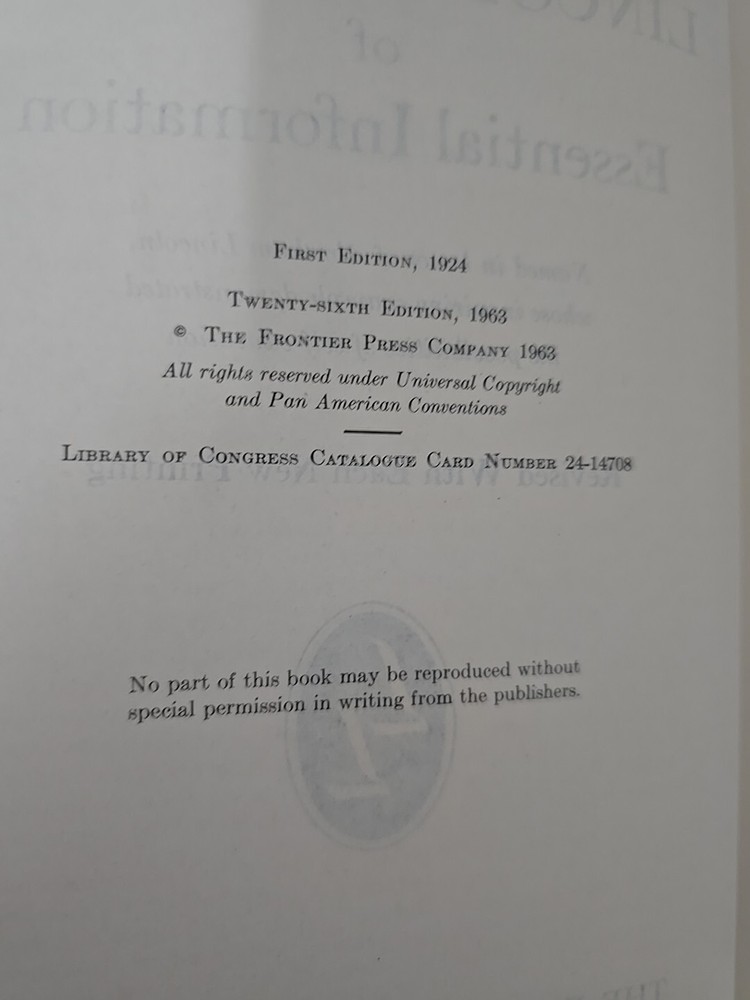 First Edition, 1924
Twenty-sixth Edition, 1963
© The Frontier Press Company 1963
All rights reserved under Universal Copyright
and Pan American Conventions
Library of Congress Catalogue Card Number 24-14708
No part of this book may be reproduced without
special permission in writing from the publishers.